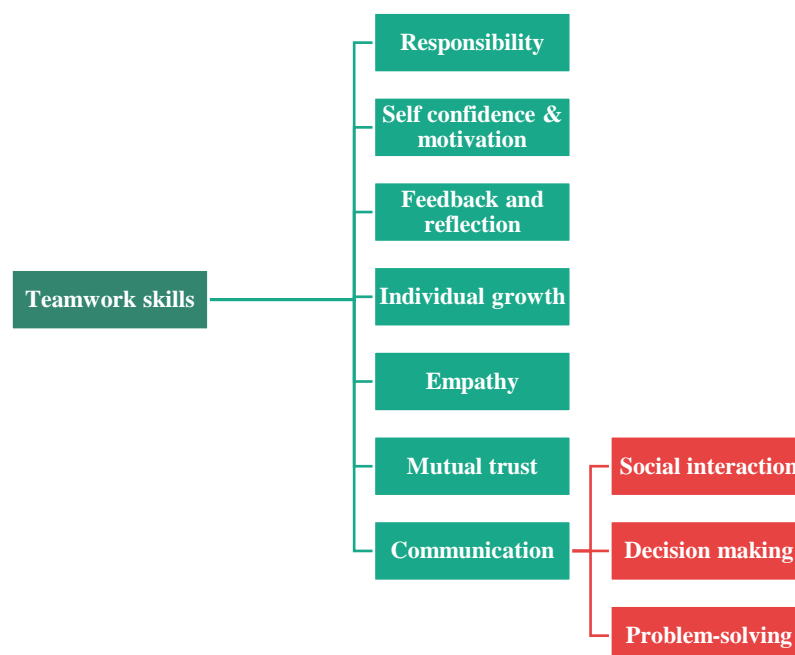 Responsibility
Self confidence &
motivation
Feedback and
reflection
Teamwork skills
Individual growth
Empathy
Mutual trust
Social interaction
Communication
Decision making
Problem-solving